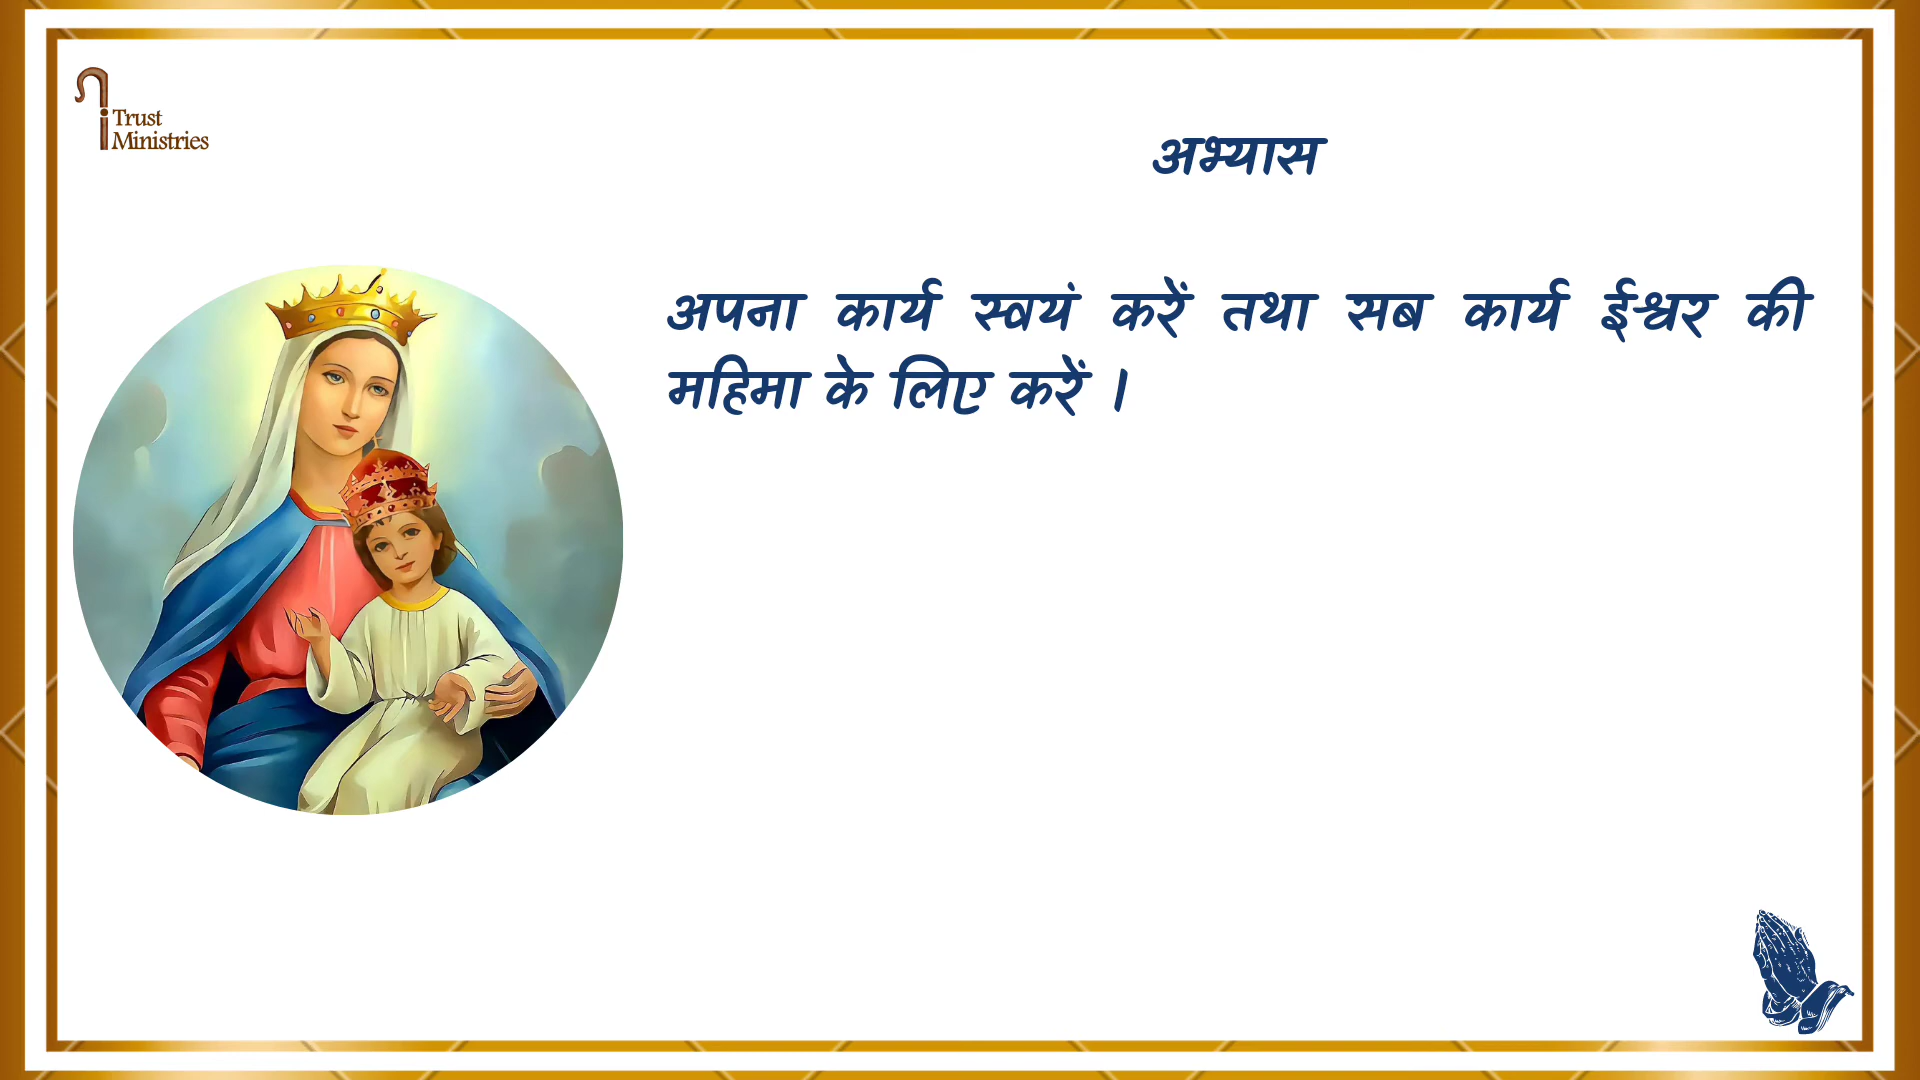 Trust
Ministries
अभ्यास
अपना कार्य स्वयं करें तथा सब कार्य ईश्वर की
महिमा के लिए करें ।